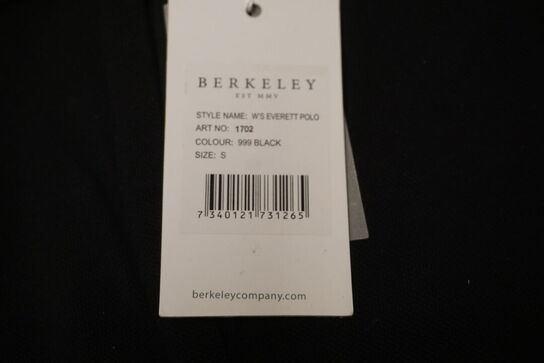 BERKELEY
EST MMV
STYLE NAME: W'S EVERETT POLO
ART NO: 1702
COLOUR: 999 BLACK
SIZE: S
7 340121 731265
berkeleycompany.com